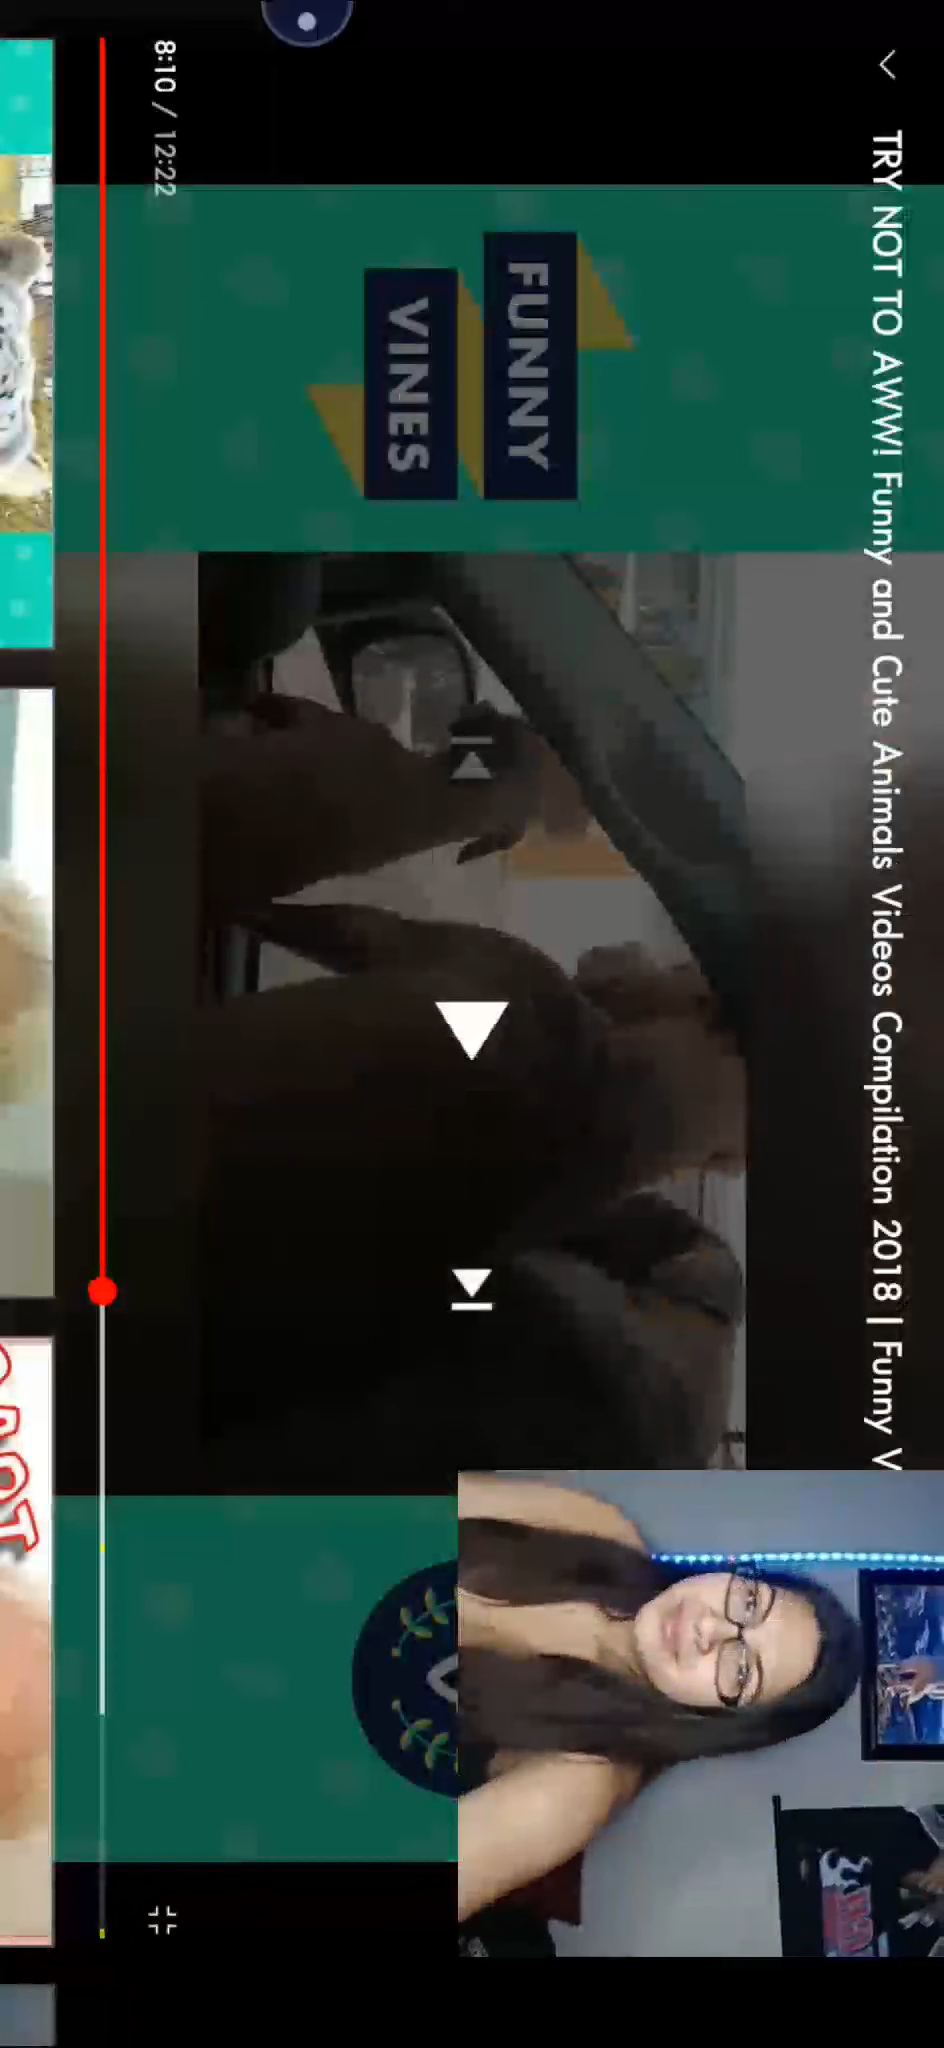 TRY NOT TO AWW! Funny and Cute Animals Videos Compilation 2018 | Funny V
FUNNY
VINES
8:10 / 12:22